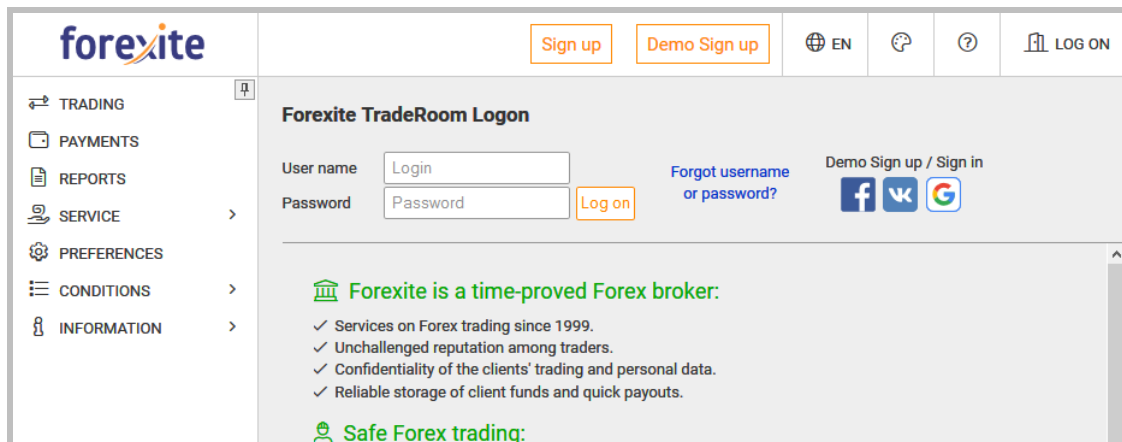 forexite
Sign up
Demo Sign up
EN
LOG ON
TRADING
PAYMENTS
REPORTS
SERVICE
PREFERENCES
CONDITIONS
INFORMATION
Forexite TradeRoom Logon
User name
Login
Password
Password
Log on
Forgot username
or password?
Demo Sign up / Sign in
Forexite is a time-proved Forex broker:
Services on Forex trading since 1999.
Unchallenged reputation among traders.
Confidentiality of the clients' trading and personal data.
Reliable storage of client funds and quick payouts.
Safe Forex trading: